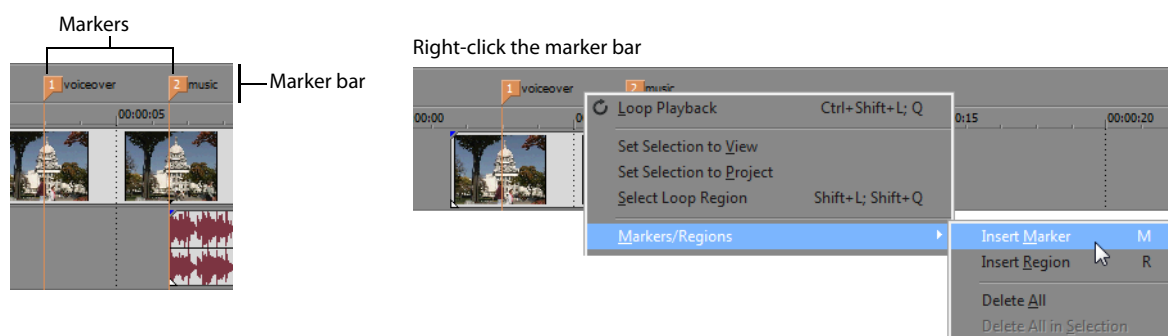 Markers
1 voiceover
2 music
Marker bar
00:00:05
Right-click the marker bar
1 voiceover
2 music
00:00
0:15
00:00:20
Loop Playback Ctrl+Shift+L; Q
Set Selection to View
Set Selection to Project
Select Loop Region Shift+L; Shift+Q
Markers/Regions
Insert Marker M
Insert Region R
Delete All
Delete All in Selection